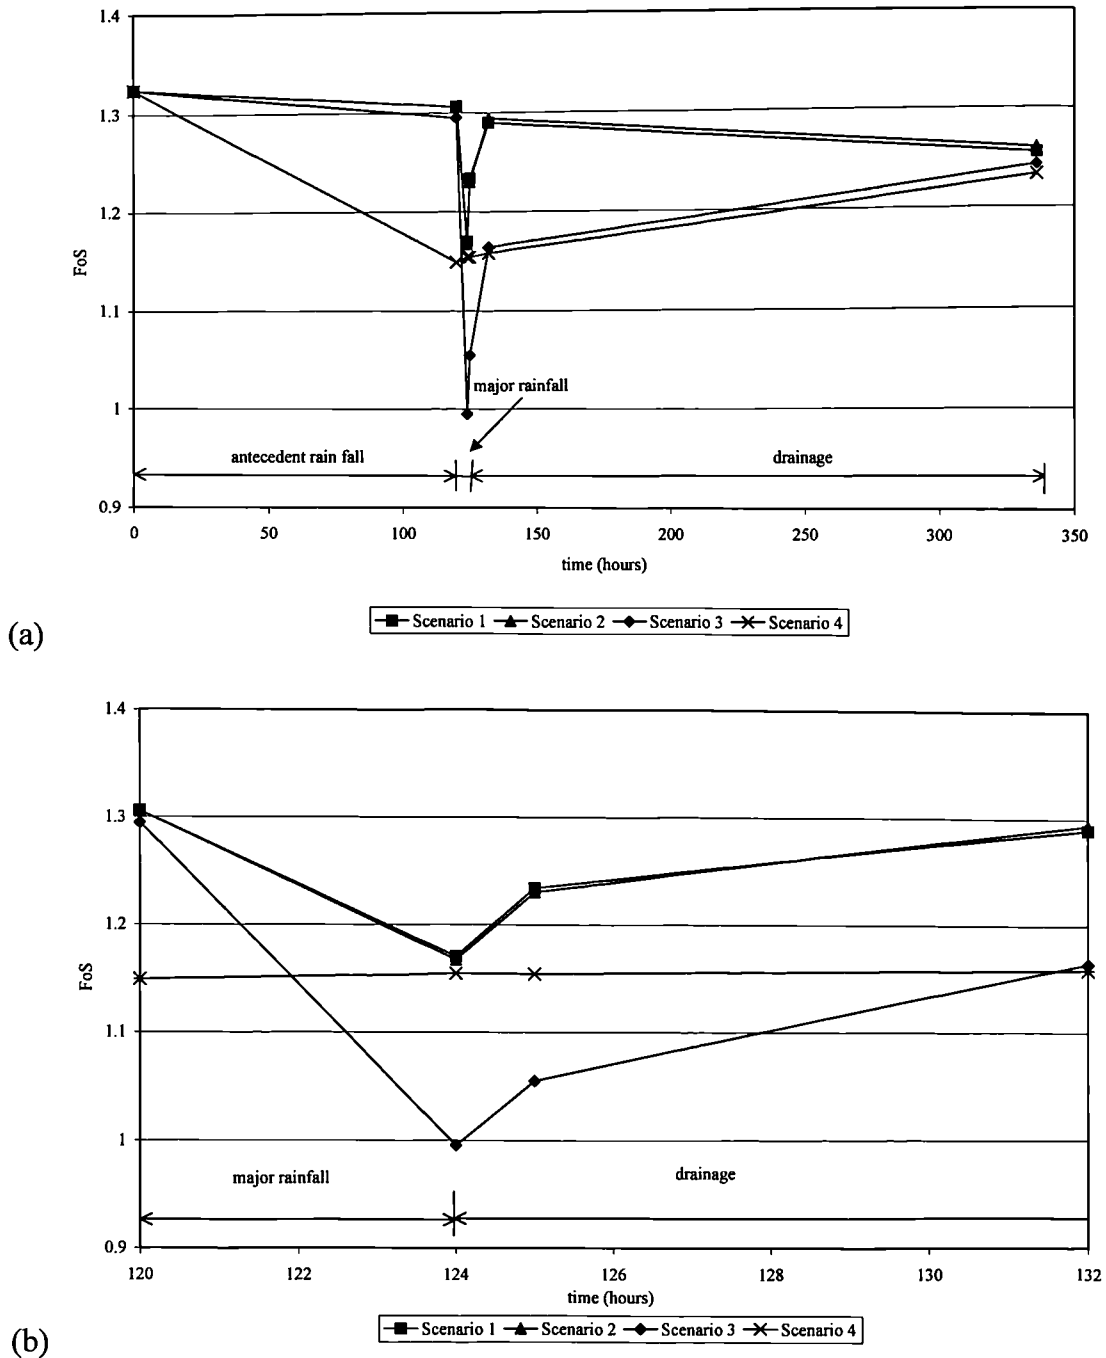 1.4
1.3
1.2
1.1
1
0.9
FoS
major rainfall
antecedent rain fall
drainage
0 50 100 150 200 250 300 350
time (hours)
(a)
Scenario 1 Scenario 2 Scenario 3 Scenario 4
1.4
1.3
1.2
1.1
1
0.9
FoS
major rainfall
drainage
120 122 124 126 128 130 132
time (hours)
(b)
Scenario 1 Scenario 2 Scenario 3 Scenario 4